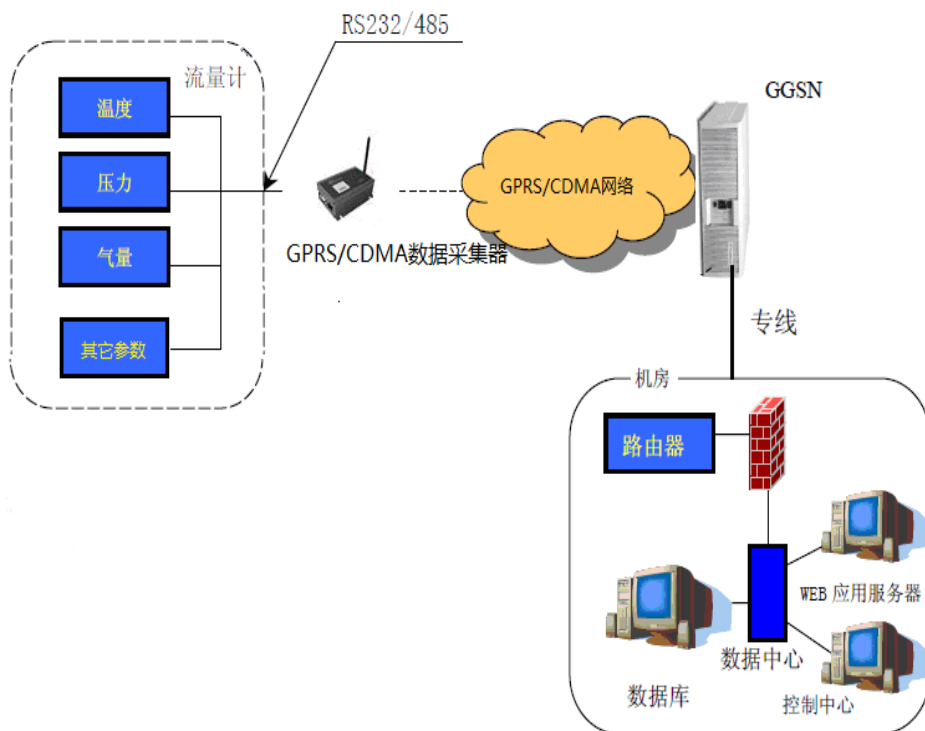 RS232/485
流量计
温度
压力
气量
其它参数
GPRS/CDMA数据采集器
GPRS/CDMA网络
GGSN
专线
机房
路由器
WEB 应用服务器
数据中心
数据库
控制中心